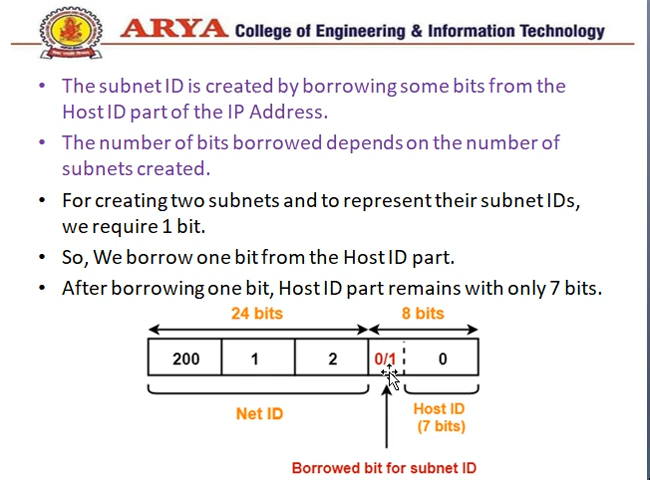 ARYA College of Engineering & Information Technology
• The subnet ID is created by borrowing some bits from the
Host ID part of the IP Address.
• The number of bits borrowed depends on the number of
subnets created.
• For creating two subnets and to represent their subnet IDs,
we require 1 bit.
• So, We borrow one bit from the Host ID part.
• After borrowing one bit, Host ID part remains with only 7 bits.
24 bits 8 bits
200 1 2 0/1 0
Net ID Host ID
(7 bits)
Borrowed bit for subnet ID